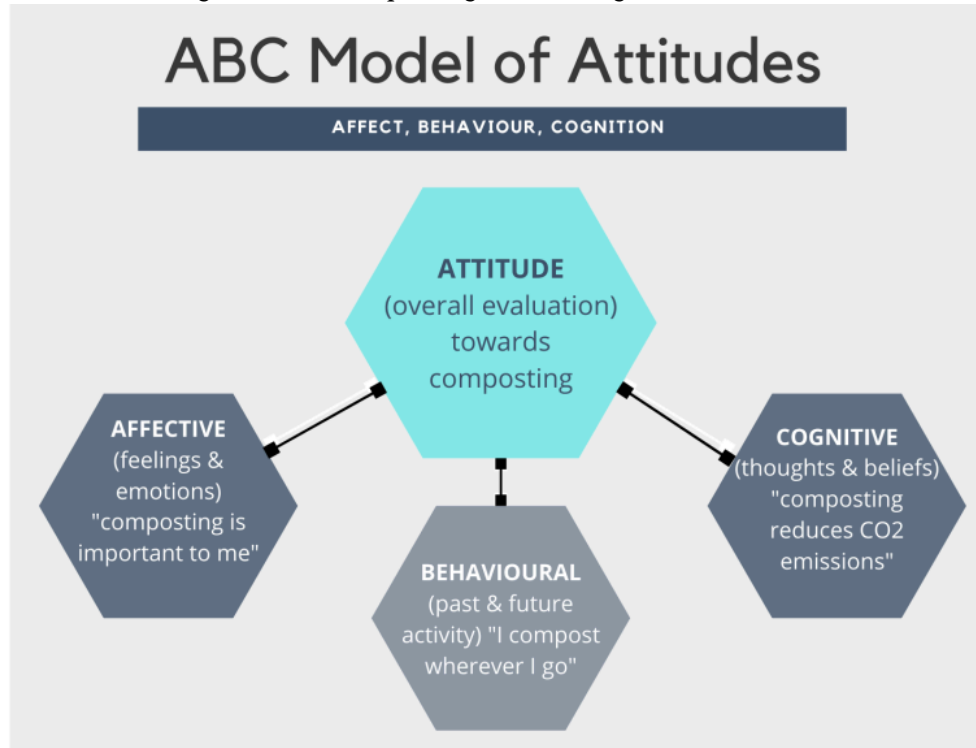 ABC Model of Attitudes
AFFECT, BEHAVIOUR, COGNITION
ATTITUDE
(overall evaluation)
towards
composting
AFFECTIVE
(feelings &
emotions)
"composting is
important to me"
BEHAVIOURAL
(past & future
activity) "I compost
wherever I go"
COGNITIVE
(thoughts & beliefs)
"composting
reduces CO2
emissions"